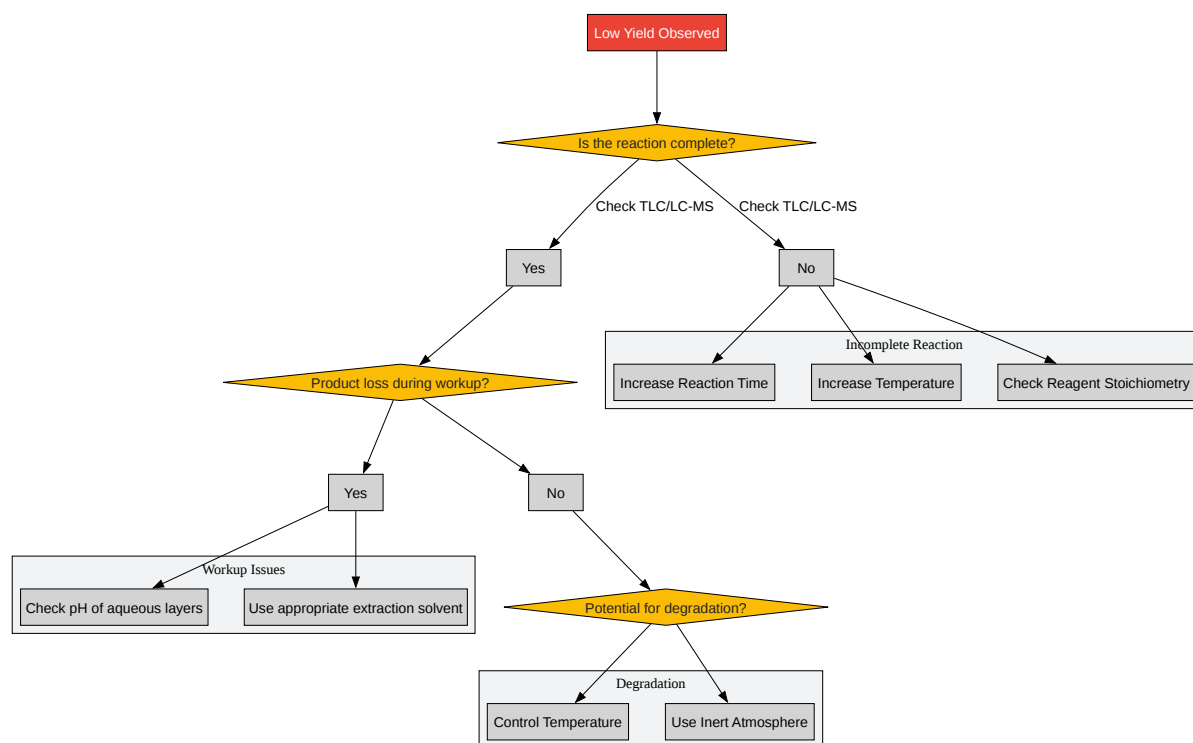 Low Yield Observed
Is the reaction complete?
Check TLC/LC-MS
Check TLC/LC-MS
Yes
No
Incomplete Reaction
Product loss during workup?
Increase Reaction Time
Increase Temperature
Check Reagent Stoichiometry
Yes
No
Workup Issues
Check pH of aqueous layers
Use appropriate extraction solvent
Potential for degradation?
Degradation
Control Temperature
Use Inert Atmosphere